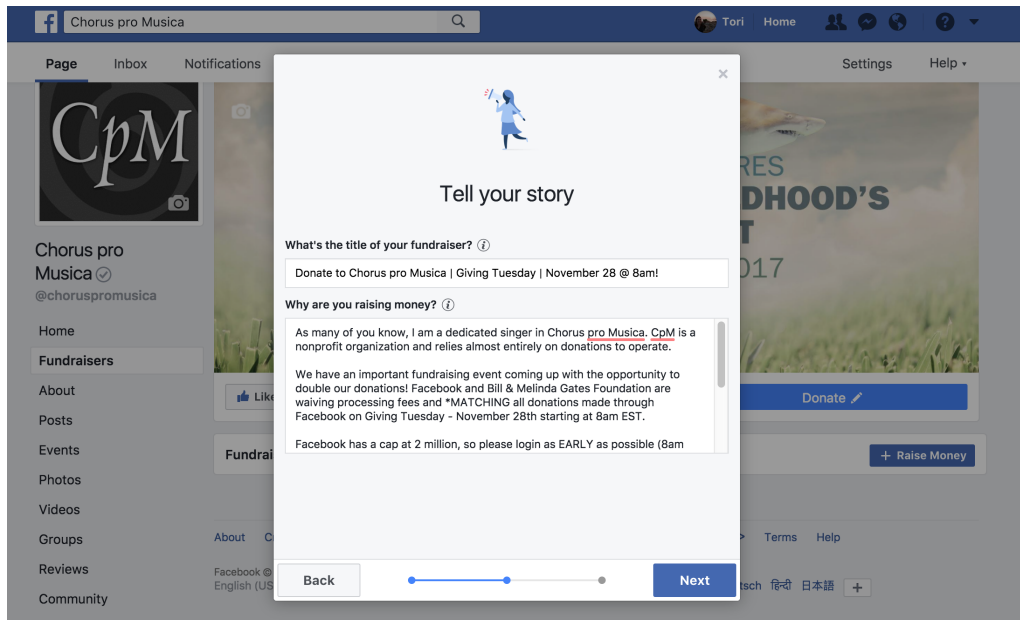 Chorus pro Musica
Tori
Home
Page
Inbox
Notifications
Settings
Help
CpM
Chorus pro
Musica
@choruspromusica
Home
Fundraisers
About
Posts
Events
Photos
Videos
Groups
Reviews
Community
DHOOD'S
2017
Tell your story
What's the title of your fundraiser?
Donate to Chorus pro Musica | Giving Tuesday | November 28 @ 8am!
Why are you raising money?
As many of you know, I am a dedicated singer in Chorus pro Musica. CpM is a
nonprofit organization and relies almost entirely on donations to operate.
We have an important fundraising event coming up with the opportunity to
double our donations! Facebook and Bill & Melinda Gates Foundation are
waiving processing fees and *MATCHING all donations made through
Facebook on Giving Tuesday - November 28th starting at 8am EST.
Facebook has a cap at 2 million, so please login as EARLY as possible (8am
Back
Next
Like
Donate
Fundrai
+ Raise Money
About
Terms
Help
Facebook ©
English (US
tsch
हिन्दी
日本語
+